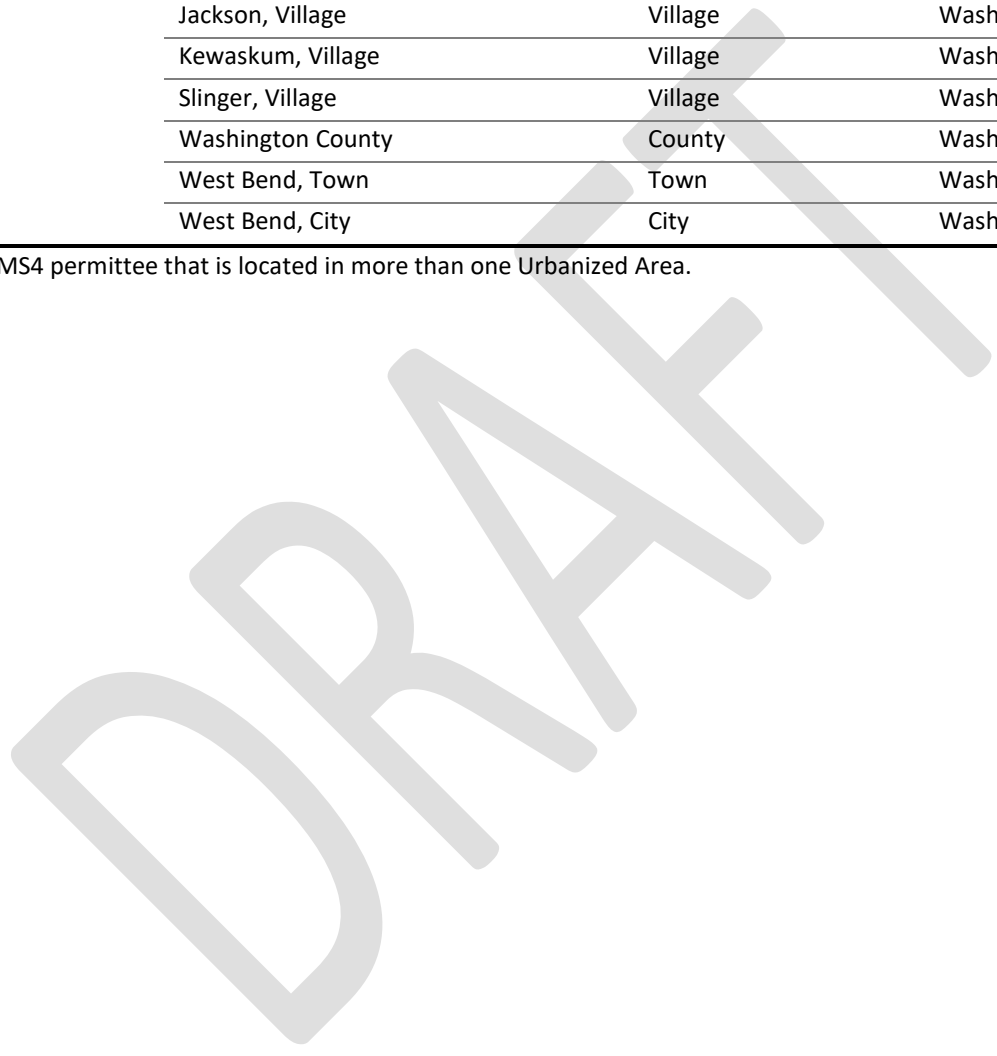 Jackson, Village Village Wash
Kewaskum, Village Village Wash
Slinger, Village Village Wash
Washington County County Wash
West Bend, Town Town Wash
West Bend, City City Wash
MS4 permittee that is located in more than one Urbanized Area.
DRAFT